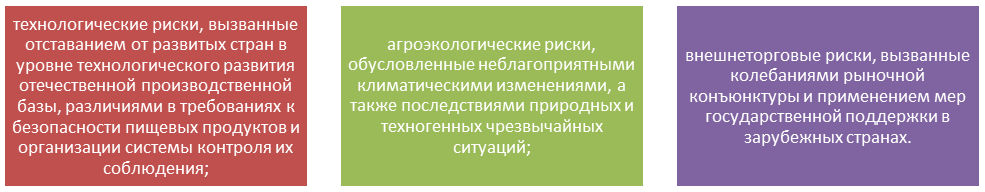 технологические риски, вызванные
отставанием от развитых стран в
уровне технологического развития
отечественной производственной
базы, различиями в требованиях к
безопасности пищевых продуктов и
организации системы контроля их
соблюдения;
агроэкологические риски,
обусловленные неблагоприятными
климатическими изменениями, а
также последствиями природных и
техногенных чрезвычайных
ситуаций;
внешнеторговые риски, вызванные
колебаниями рыночной
конъюнктуры и применением мер
государственной поддержки в
зарубежных странах.